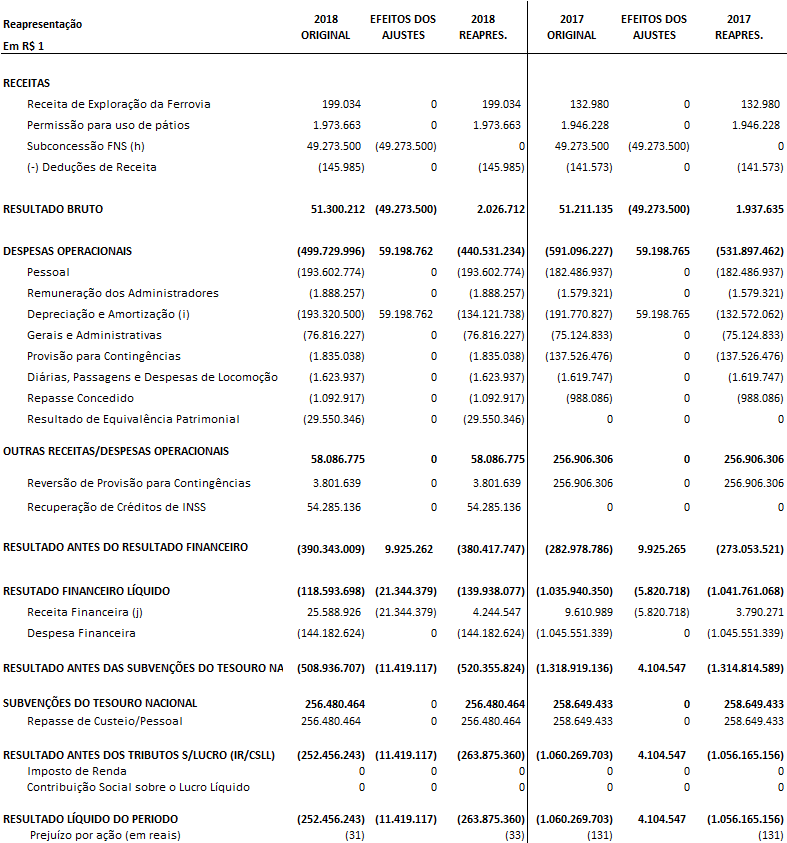 Reapresentação 2018 ORIGINAL EFEITOS DOS AJUSTES 2018 REAPRES. 2017 ORIGINAL EFEITOS DOS AJUSTES 2017 REAPRES.
Em R$ 1
RECEITAS
Receita de Exploração da Ferrovia 199.034 0 199.034 132.980 0 132.980
Permissão para uso de pátios 1.973.663 0 1.973.663 1.946.228 0 1.946.228
Subconcessão FNS (h) 49.273.500 (49.273.500) 0 49.273.500 (49.273.500) 0
(-) Deduções de Receita (145.985) 0 (145.985) (141.573) 0 (141.573)
RESULTADO BRUTO 51.300.212 (49.273.500) 2.026.712 51.211.135 (49.273.500) 1.937.635
DESPESAS OPERACIONAIS (499.729.996) 59.198.762 (440.531.234) (591.096.227) 59.198.765 (531.897.462)
Pessoal (193.602.774) 0 (193.602.774) (182.486.937) 0 (182.486.937)
Remuneração dos Administradores (1.888.257) 0 (1.888.257) (1.579.321) 0 (1.579.321)
Depreciação e Amortização (i) (193.320.500) 59.198.762 (134.121.738) (191.770.827) 59.198.765 (132.572.062)
Gerais e Administrativas (76.816.227) 0 (76.816.227) (75.124.833) 0 (75.124.833)
Provisão para Contingências (1.835.038) 0 (1.835.038) (137.526.476) 0 (137.526.476)
Diárias, Passagens e Despesas de Locomoção (1.623.937) 0 (1.623.937) (1.619.747) 0 (1.619.747)
Repasse Concedido (1.092.917) 0 (1.092.917) (988.086) 0 (988.086)
Resultado de Equivalência Patrimonial (29.550.346) 0 (29.550.346) 0 0 0
OUTRAS RECEITAS/DESPESAS OPERACIONAIS 58.086.775 0 58.086.775 256.906.306 0 256.906.306
Reversão de Provisão para Contingências 3.801.639 0 3.801.639 256.906.306 0 256.906.306
Recuperação de Créditos de INSS 54.285.136 0 54.285.136 0 0 0
RESULTADO ANTES DO RESULTADO FINANCEIRO (390.343.009) 9.925.262 (380.417.747) (282.978.786) 9.925.265 (273.053.521)
RESUTADO FINANCEIRO LÍQUIDO (118.593.698) (21.344.379) (139.938.077) (1.035.940.350) (5.820.718) (1.041.761.068)
Receita Financeira (j) 25.588.926 (21.344.379) 4.244.547 9.610.989 (5.820.718) 3.790.271
Despesa Financeira (144.182.624) 0 (144.182.624) (1.045.551.339) 0 (1.045.551.339)
RESULTADO ANTES DAS SUBVENÇÕES DO TESOURO NA (508.936.707) (11.419.117) (520.355.824) (1.318.919.136) 4.104.547 (1.314.814.589)
SUBVENÇÕES DO TESOURO NACIONAL 256.480.464 0 256.480.464 258.649.433 0 258.649.433
Repasse de Custeio/Pessoal 256.480.464 0 256.480.464 258.649.433 0 258.649.433
RESULTADO ANTES DOS TRIBUTOS S/LUCRO (IR/CSLL) (252.456.243) (11.419.117) (263.875.360) (1.060.269.703) 4.104.547 (1.056.165.156)
Imposto de Renda 0 0 0 0 0 0
Contribuição Social sobre o Lucro Líquido 0 0 0 0 0 0
RESULTADO LÍQUIDO DO PERIODO (252.456.243) (11.419.117) (263.875.360) (1.060.269.703) 4.104.547 (1.056.165.156)
Prejuízo por ação (em reais) (31) (33) (131) (131)